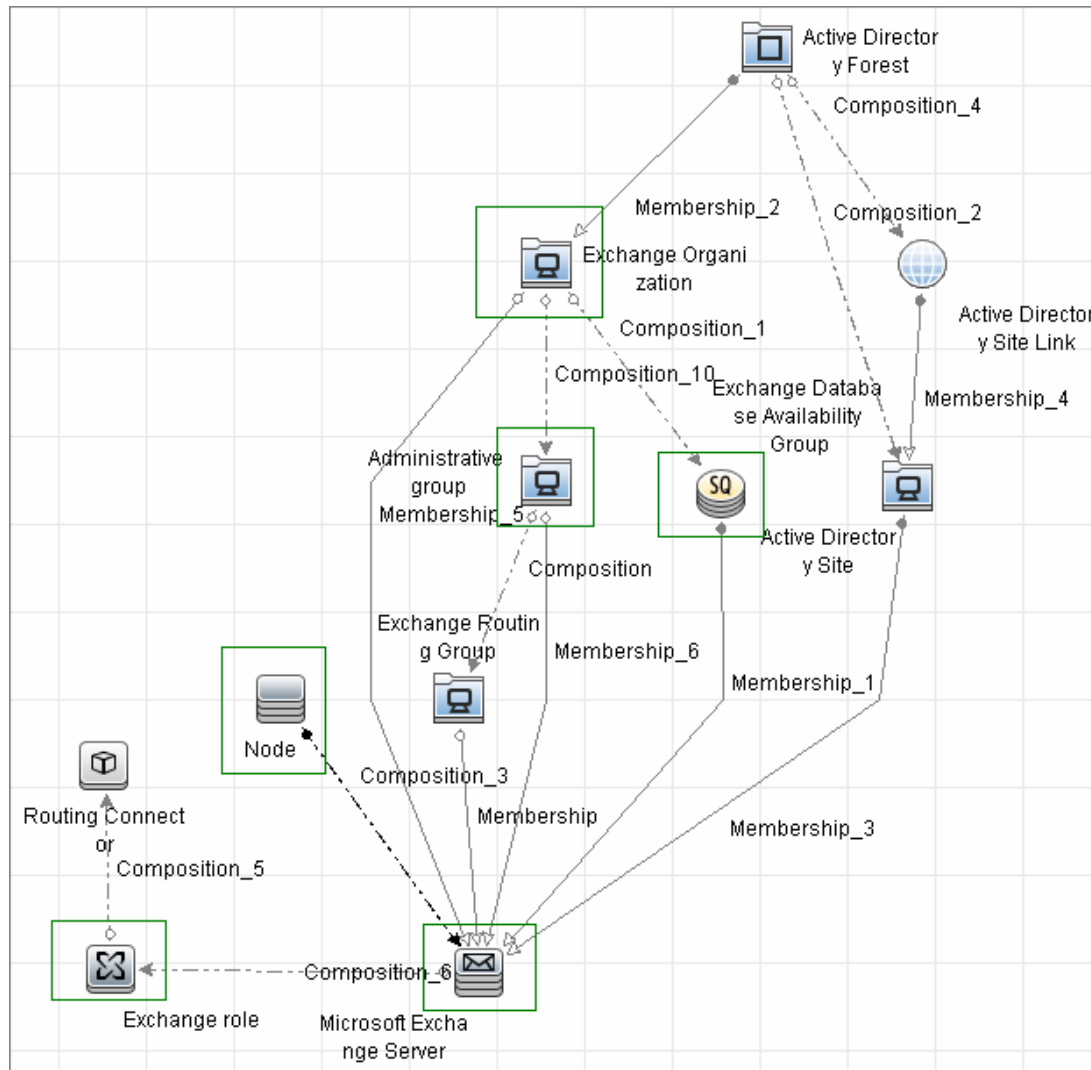 Active Director
y Forest
Composition_4
Membership_2
Composition_2
Exchange Organi
zation
Active Director
y Site Link
Composition_1
Composition_10
Exchange Databa
se Availability
Group
Membership_4
Administrative
group
SQ
Membership_5
Active Director
y Site
Composition
Exchange Routin
g Group
Membership_6
Membership_1
Node
Composition_3
Routing Connect
or
Membership
Membership_3
Composition_5
Composition_6
Exchange role
Microsoft Excha
nge Server